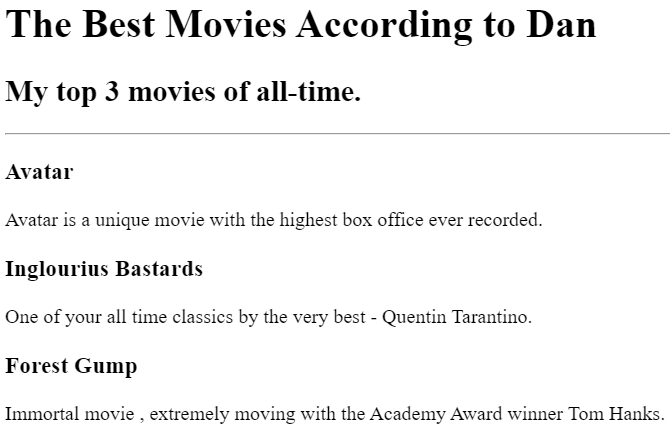 The Best Movies According to Dan
My top 3 movies of all-time.
Avatar
Avatar is a unique movie with the highest box office ever recorded.
Inglourius Bastards
One of your all time classics by the very best - Quentin Tarantino.
Forest Gump
Immortal movie , extremely moving with the Academy Award winner Tom Hanks.